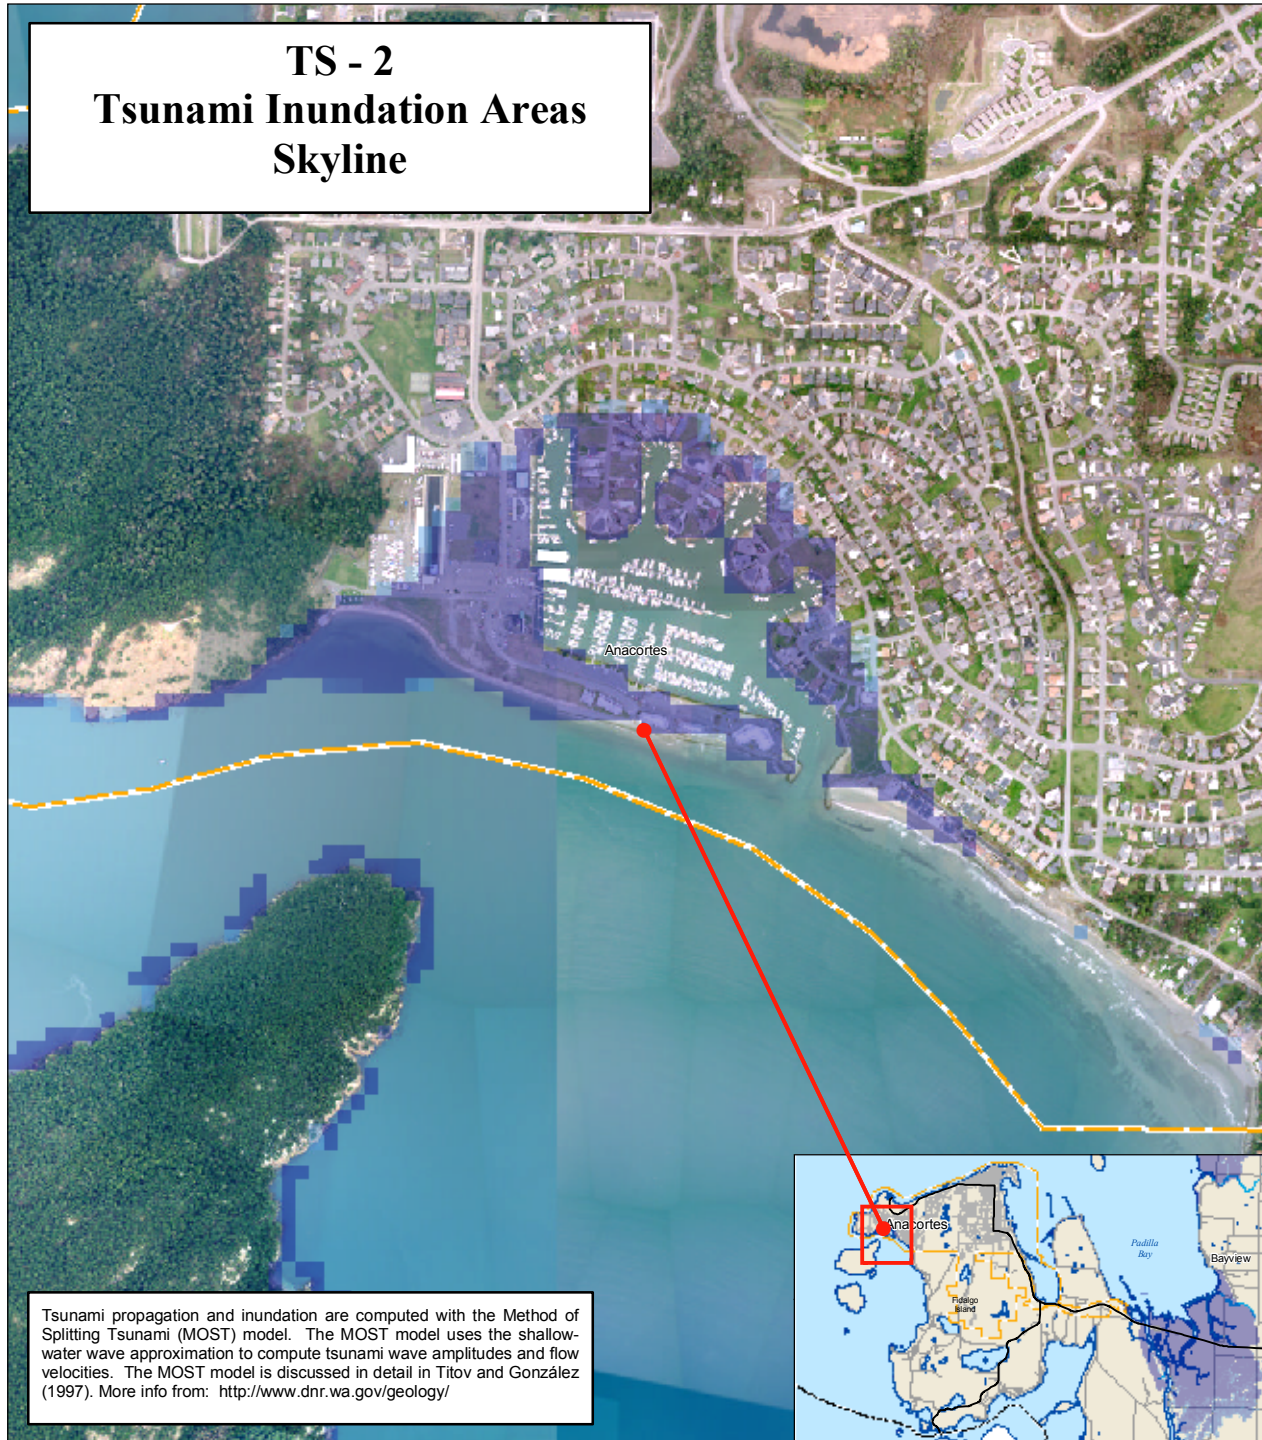 TS - 2
Tsunami Inundation Areas
Skyline
Anacortes
Anacortes
Padilla
Bay
Bayview
Fidalgo
Island
Tsunami propagation and inundation are computed with the Method of
Splitting Tsunami (MOST) model. The MOST model uses the shallow-
water wave approximation to compute tsunami wave amplitudes and flow
velocities. The MOST model is discussed in detail in Titov and González
(1997). More info from: http://www.dnr.wa.gov/geology/